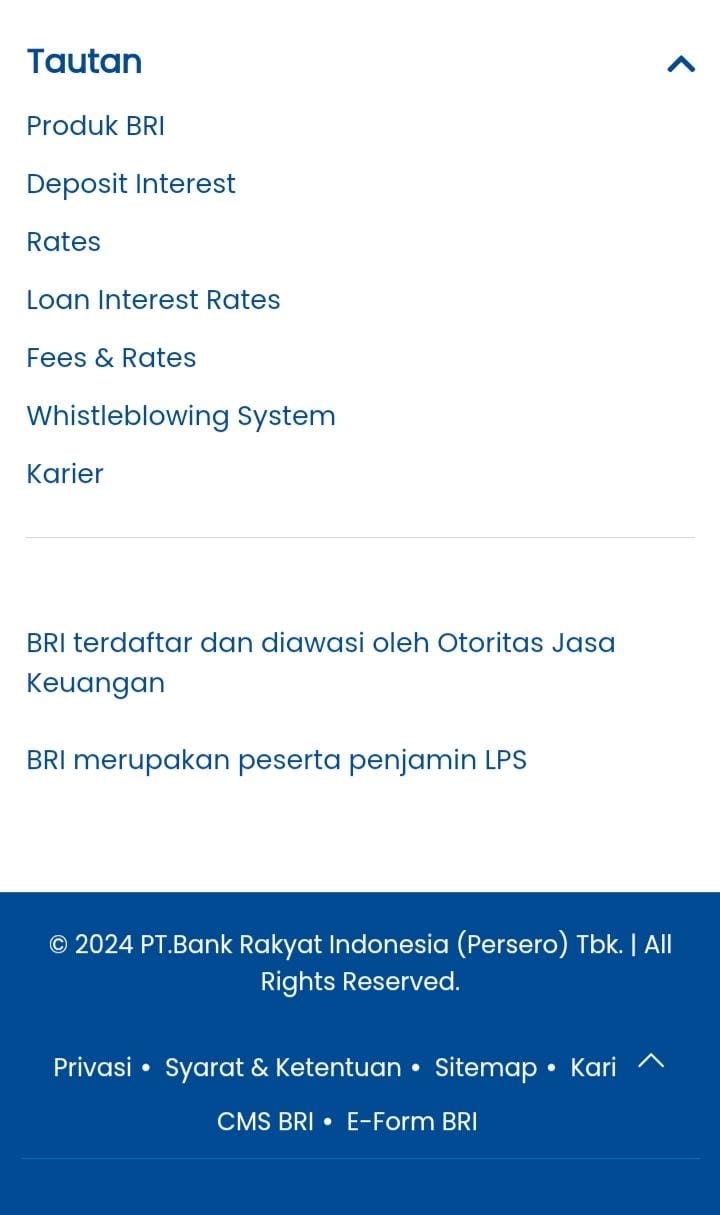 Tautan
Produk BRI
Deposit Interest
Rates
Loan Interest Rates
Fees & Rates
Whistleblowing System
Karier
BRI terdaftar dan diawasi oleh Otoritas Jasa
Keuangan
BRI merupakan peserta penjamin LPS
© 2024 PT.Bank Rakyat Indonesia (Persero) Tbk. | All
Rights Reserved.
Privasi • Syarat & Ketentuan • Sitemap • Kari
CMS BRI • E-Form BRI